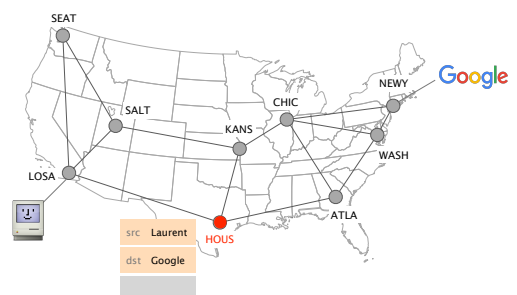 SEAT
Google
NEWY
CHIC
SALT
KANS
WASH
LOSA
ATLA
src Laurent
HOUS
dst Google